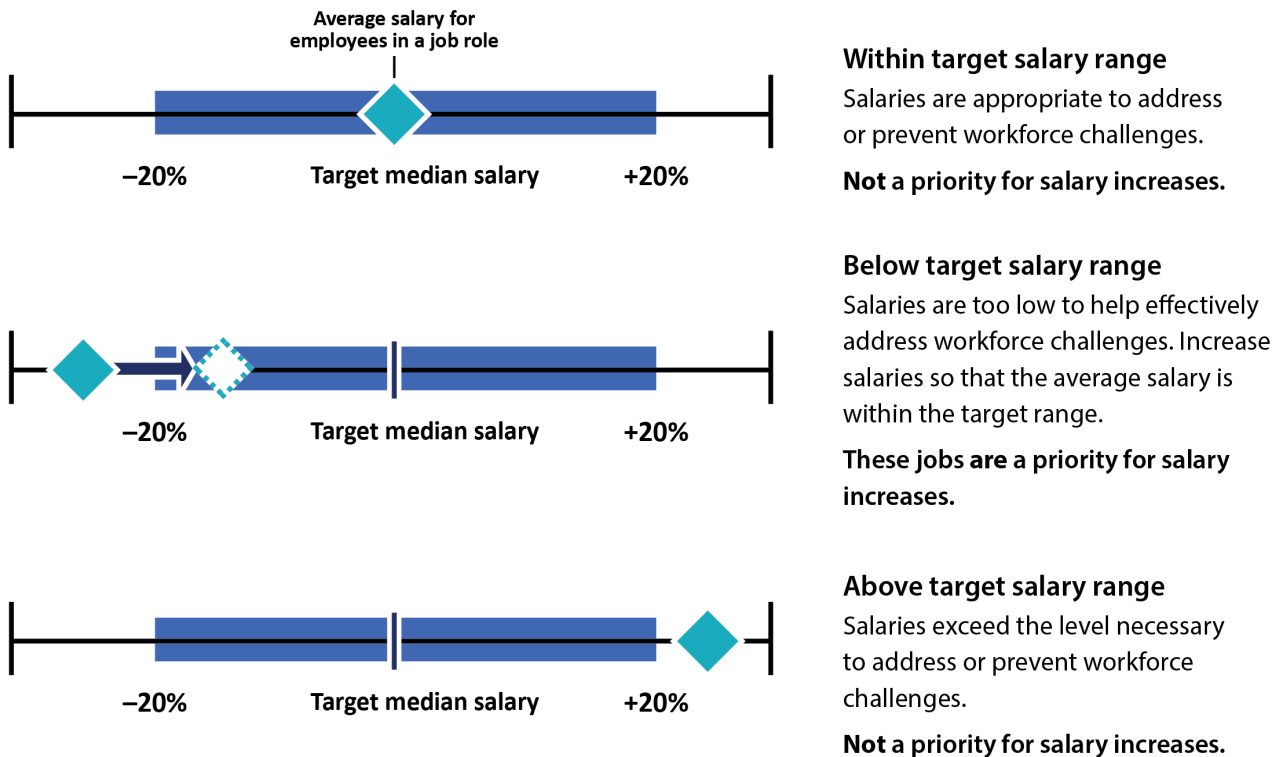 Average salary for
employees in a job role
–20%
Target median salary
+20%
Within target salary range
Salaries are appropriate to address
or prevent workforce challenges.
Not a priority for salary increases.
–20%
Target median salary
+20%
Below target salary range
Salaries are too low to help effectively
address workforce challenges. Increase
salaries so that the average salary is
within the target range.
These jobs are a priority for salary
increases.
–20%
Target median salary
+20%
Above target salary range
Salaries exceed the level necessary
to address or prevent workforce
challenges.
Not a priority for salary increases.